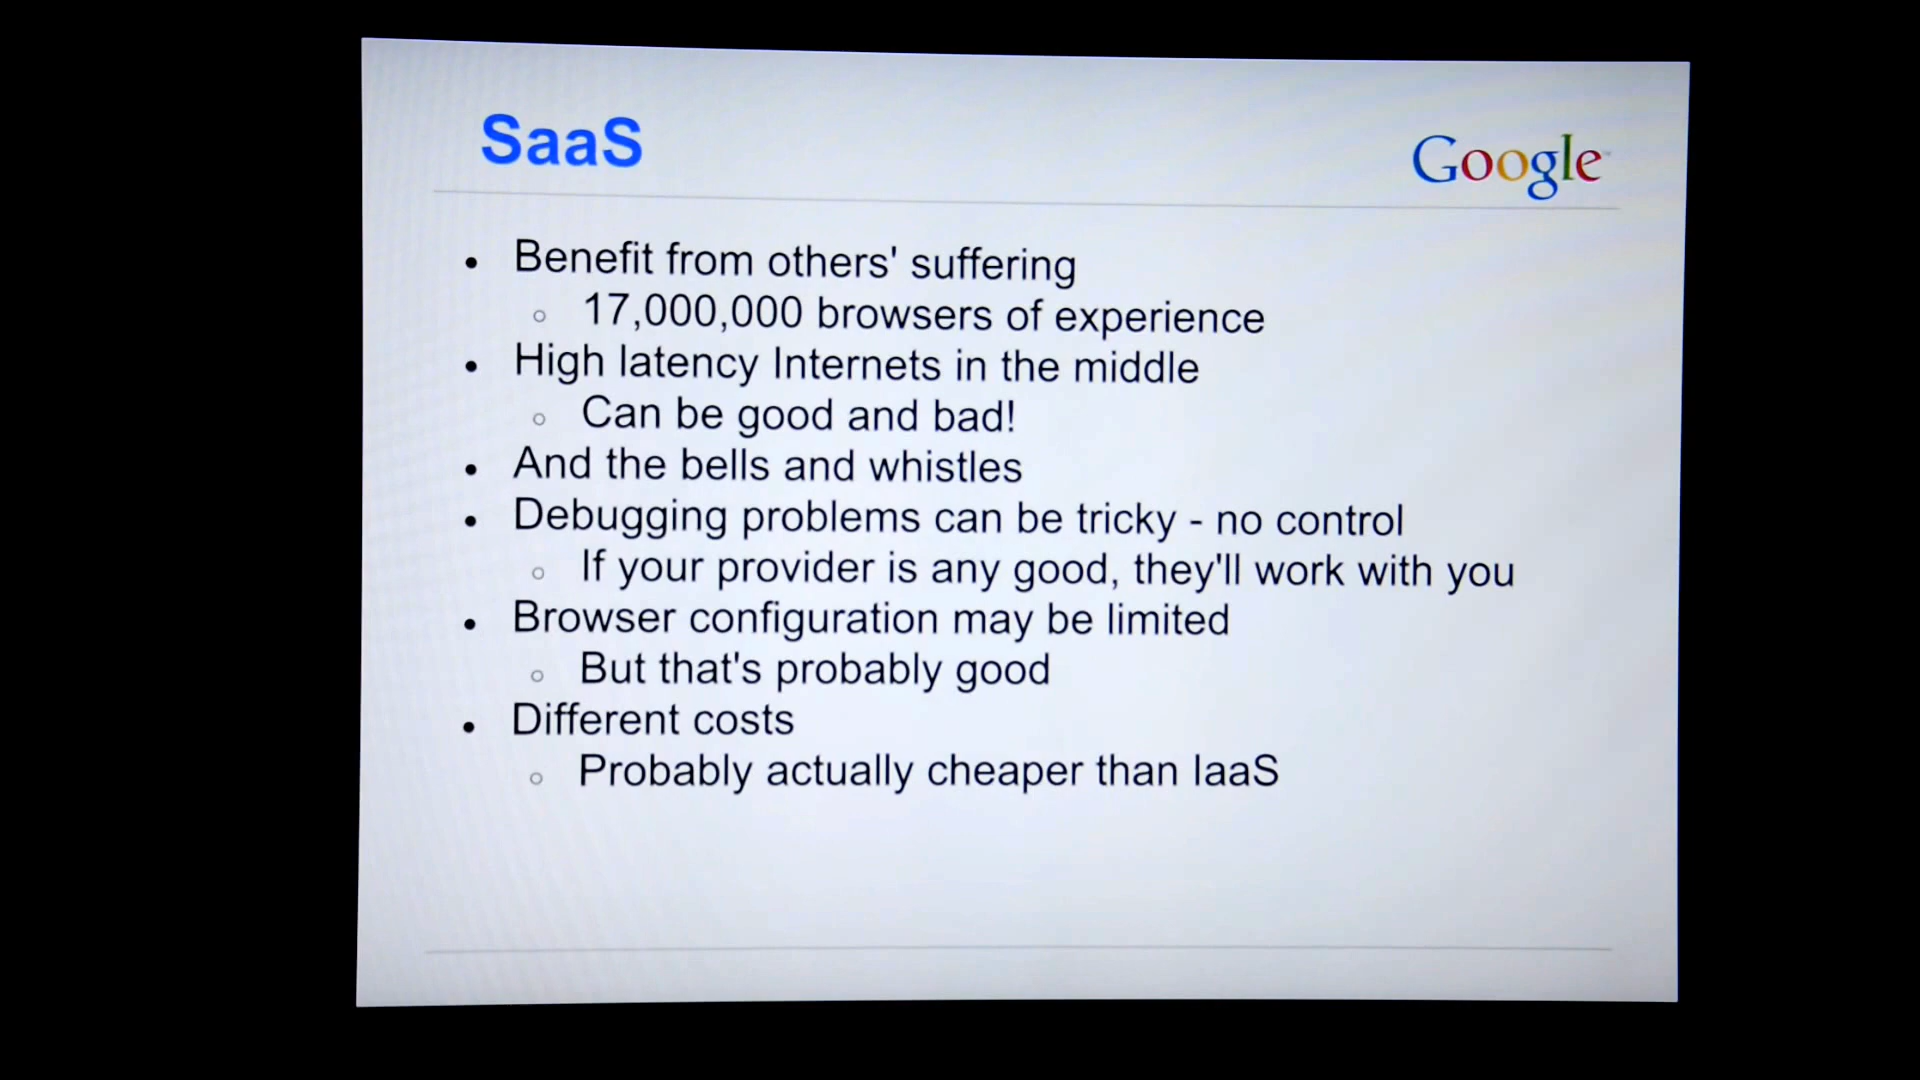 SaaS
Google
• Benefit from others' suffering
◦ 17,000,000 browsers of experience
• High latency Internets in the middle
◦ Can be good and bad!
• And the bells and whistles
• Debugging problems can be tricky - no control
◦ If your provider is any good, they'll work with you
• Browser configuration may be limited
◦ But that's probably good
• Different costs
◦ Probably actually cheaper than IaaS